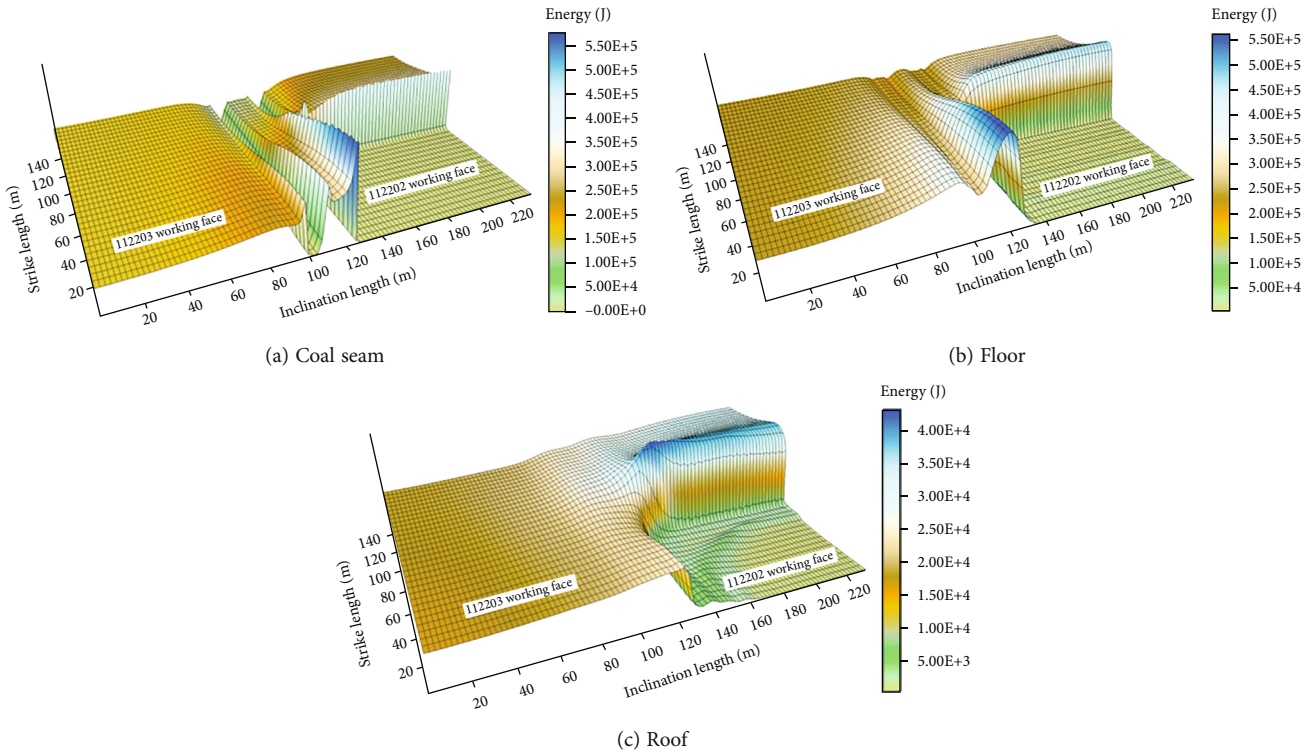 Energy (J)
5.50E+5
5.00E+5
4.50E+5
4.00E+5
3.50E+5
3.00E+5
2.50E+5
2.00E+5
1.50E+5
1.00E+5
5.00E+4
–0.00E+0
140
120
100
80
60
40
20
Strike length (m)
112203 working face
112202 working face
20
40
60
80
100
120
140
160
180
200
220
Inclination length (m)
(a) Coal seam
Energy (J)
5.50E+5
5.00E+5
4.50E+5
4.00E+5
3.50E+5
3.00E+5
2.50E+5
2.00E+5
1.50E+5
1.00E+5
5.00E+4
140
120
100
80
60
40
20
Strike length (m)
112203 working face
112202 working face
20
40
60
80
100
120
140
160
180
200
220
Inclination length (m)
(b) Floor
Energy (J)
4.00E+4
3.50E+4
3.00E+4
2.50E+4
2.00E+4
1.50E+4
1.00E+4
5.00E+3
140
120
100
80
60
40
20
Strike length (m)
112203 working face
112202 working face
20
40
60
80
100
120
140
160
180
200
220
Inclination length (m)
(c) Roof